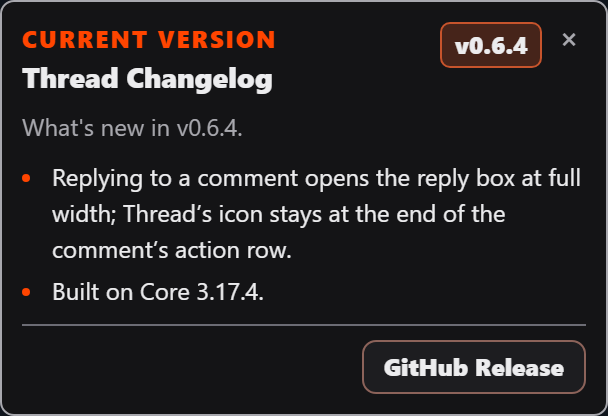 CURRENT VERSION
v0.6.4
×
Thread Changelog
What's new in v0.6.4.
• Replying to a comment opens the reply box at full
width; Thread’s icon stays at the end of the
comment’s action row.
• Built on Core 3.17.4.
GitHub Release